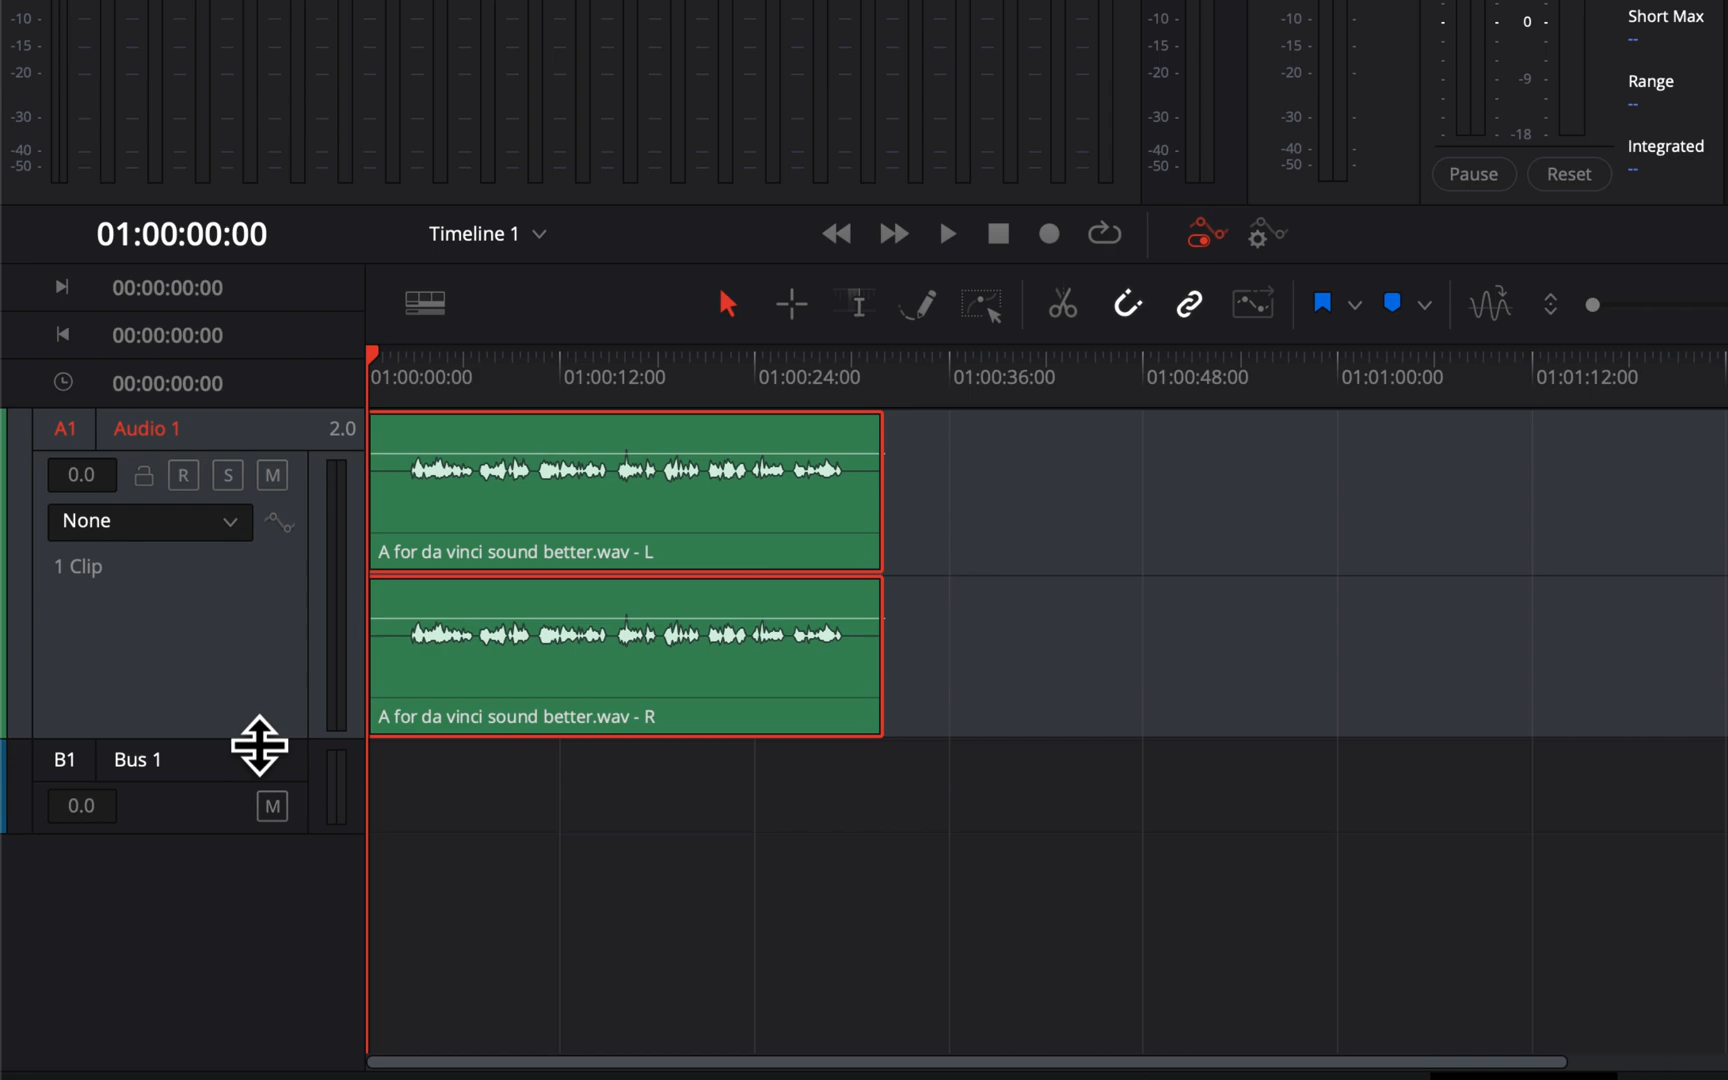 -10 -
-15 -
-20 -
-30 -
-40 -
-50 -
-10 -
-15 -
-20 -
-30 -
-40 -
-50 -
-10 -
-15 -
-20 -
-30 -
-40 -
-50 -
0
-9
-18
Short Max
--
Range
--
Integrated
--
Pause
Reset
01:00:00:00
Timeline 1
00:00:00:00
00:00:00:00
00:00:00:00
01:00:00:00
01:00:12:00
01:00:24:00
01:00:36:00
01:00:48:00
01:01:00:00
01:01:12:00
A1
Audio 1
2.0
0.0
R
S
M
None
1 Clip
A for da vinci sound better.wav - L
A for da vinci sound better.wav - R
B1
Bus 1
0.0
M